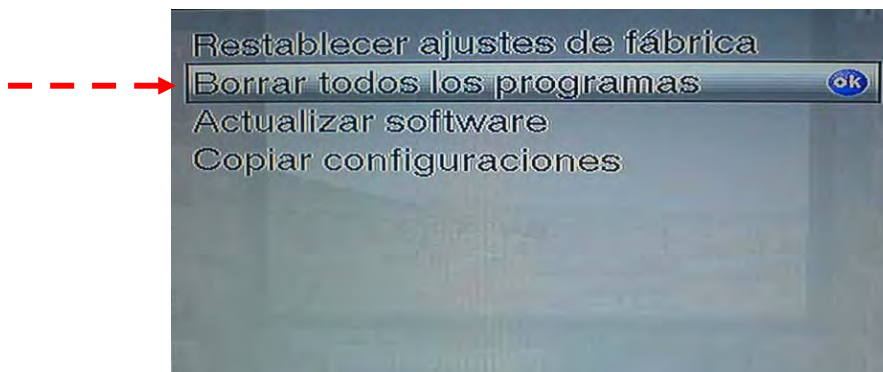 Restablecer ajustes de fábrica
Borrar todos los programas ok
Actualizar software
Copiar configuraciones